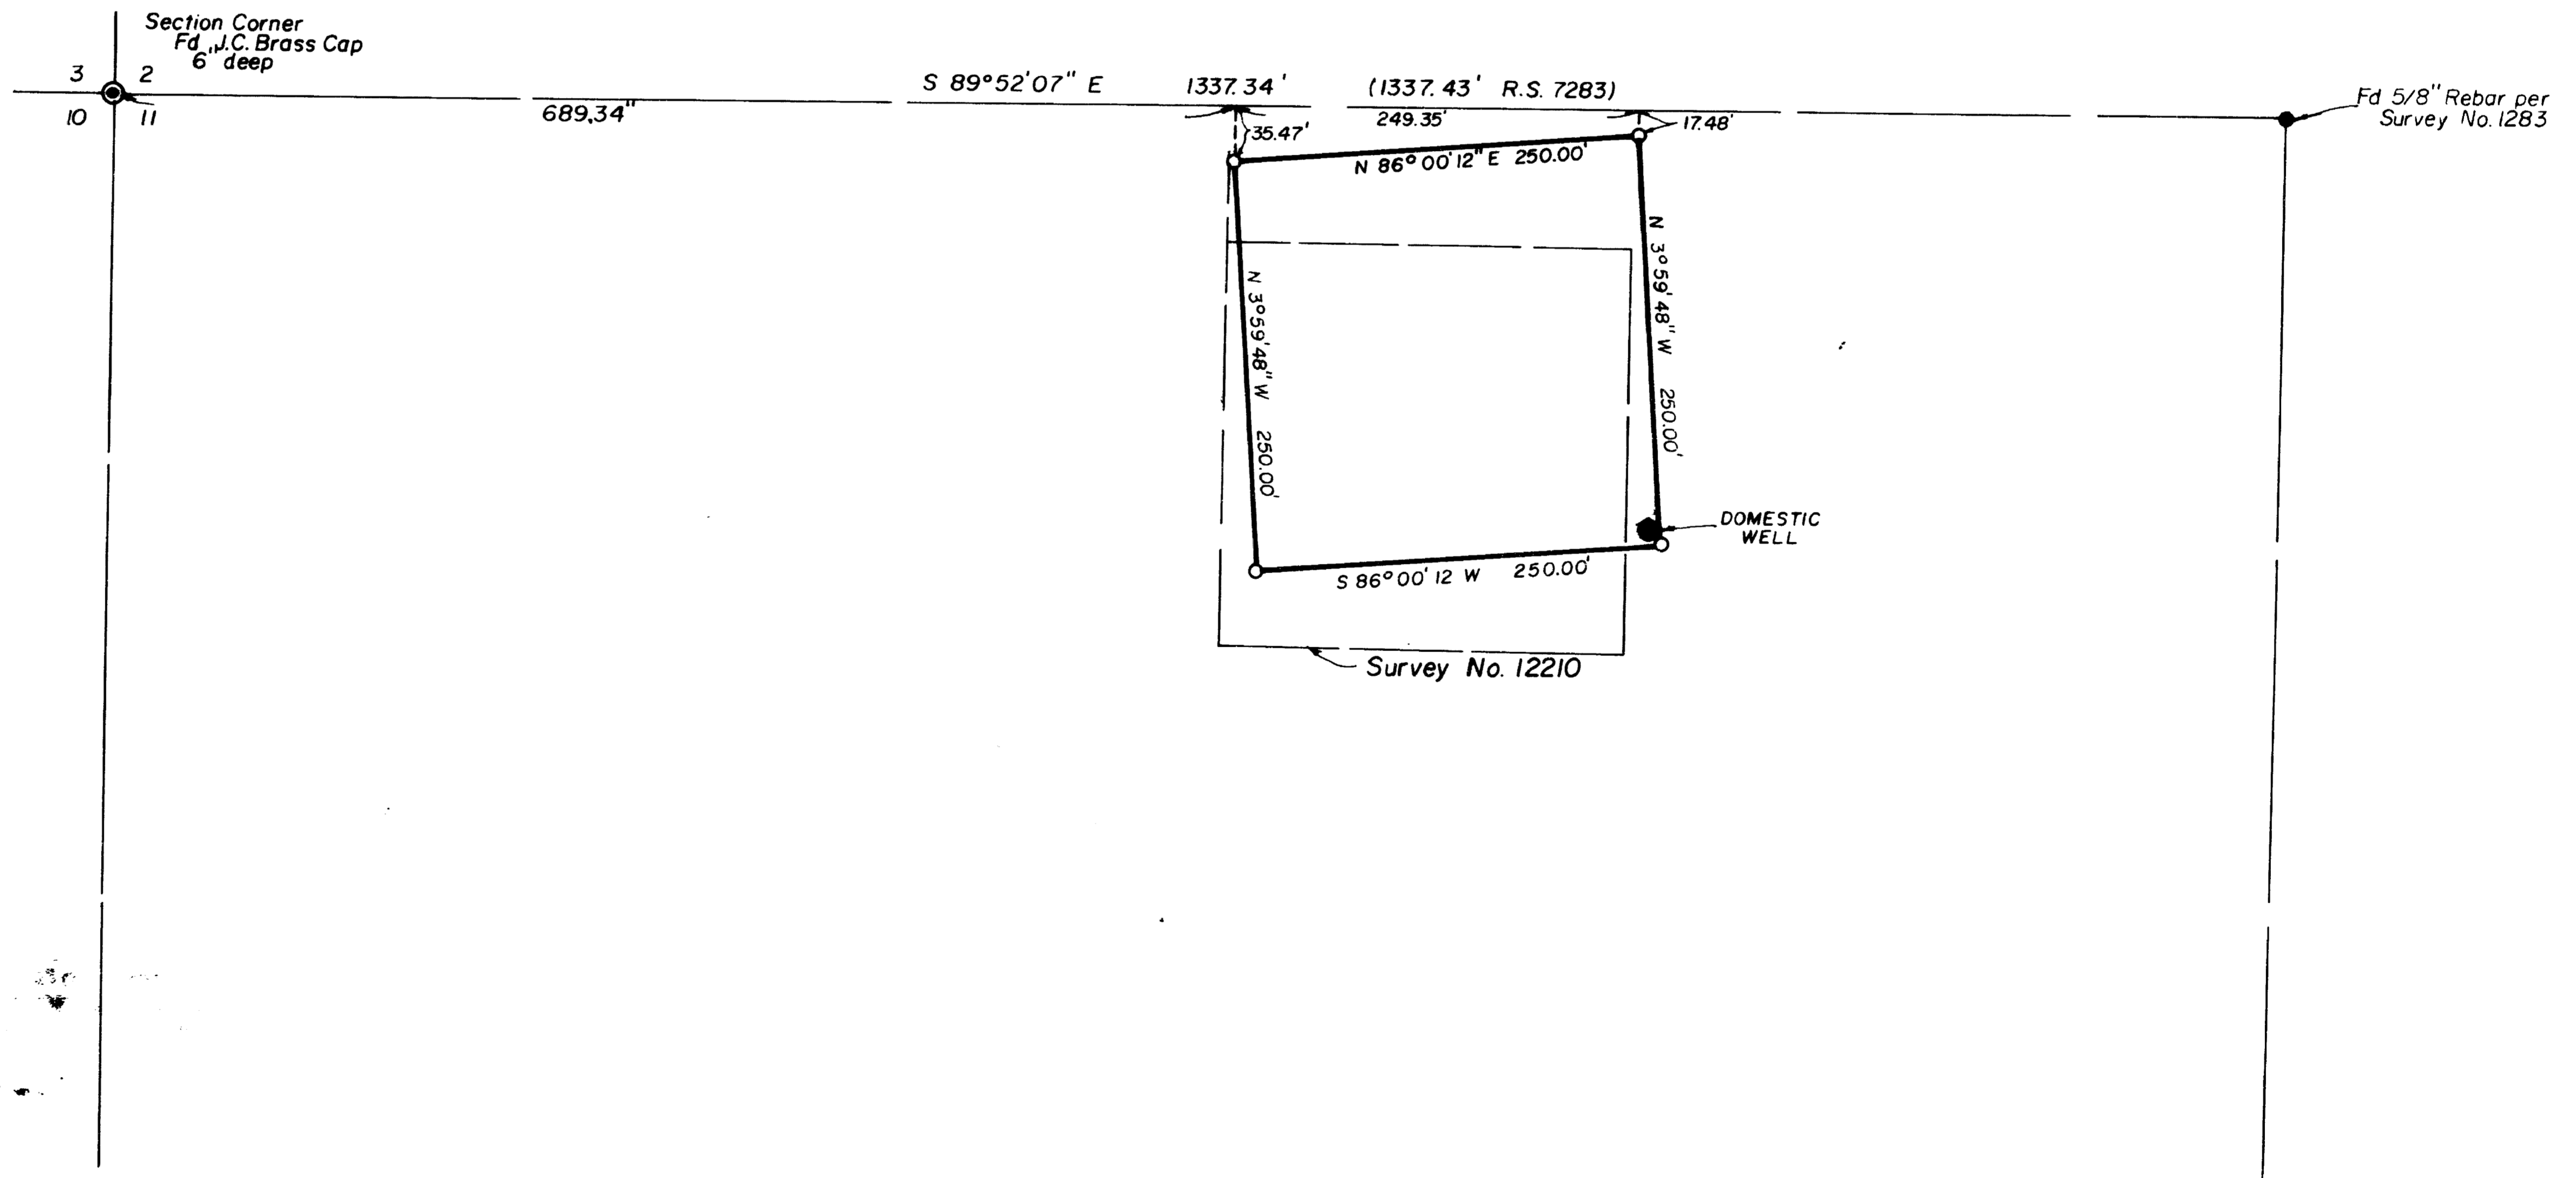 Section Corner
Fd. J.C. Brass Cap
6" deep
3 2
10 11
S 89°52'07" E 1337.34' (1337.43' R.S. 7283)
689.34"
249.35'
35.47'
17.48'
N 86°00'12" E 250.00'
Fd 5/8" Rebar per
Survey No. 1283
N 3°59'48" W 250.00'
N 3°59'48" W 250.00'
DOMESTIC
WELL
S 86°00'12 W 250.00'
Survey No. 12210